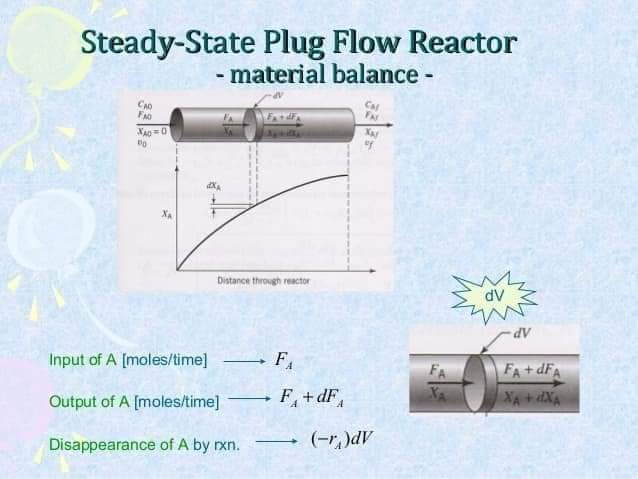 Steady-State Plug Flow Reactor
- material balance -
dV
C_A0
F_A0
X_A0 = 0
υ_0
F_A
X_A
F_A + dF_A
X_A + dX_A
C_Af
F_Af
X_Af
υ_f
dX_A
X_A
Distance through reactor
dV
dV
F_A
X_A
F_A + dF_A
X_A + dX_A
Input of A [moles/time] F_A
Output of A [moles/time] F_A + dF_A
Disappearance of A by rxn. (−r_A)dV